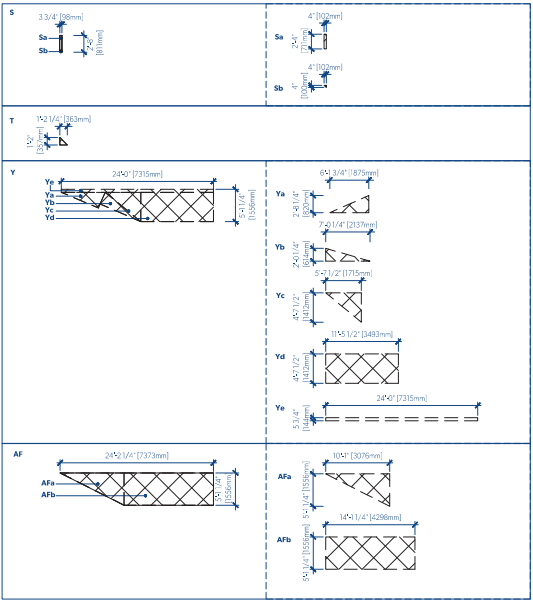 S
3 3/4" [98mm]
Sa
Sb
2'-8"
[811mm]
4" [102mm]
Sa
2'-4"
[711mm]
4" [102mm]
Sb
4"
[100mm]
T
1'-2 1/4" [363mm]
1'-2"
[357mm]
Y
24'-0" [7315mm]
Ye
Ya
Yb
Yc
Yd
5'-1 1/4"
[1556mm]
6'-1 3/4" [1875mm]
Ya
2'-8 1/4"
[820mm]
7'-0 1/4" [2137mm]
Yb
2'-0 1/4"
[614mm]
5'-7 1/2" [1715mm]
Yc
4'-7 1/2"
[1412mm]
11'-5 1/2" [3493mm]
Yd
4'-7 1/2"
[1412mm]
24'-0" [7315mm]
Ye
5 3/4"
[144mm]
AF
24'-2 1/4" [7373mm]
AFa
AFb
5'-1 1/4"
[1556mm]
10'-1" [3076mm]
AFa
5'-1 1/4"
[1556mm]
14'-1 1/4" [4298mm]
AFb
5'-1 1/4"
[1556mm]